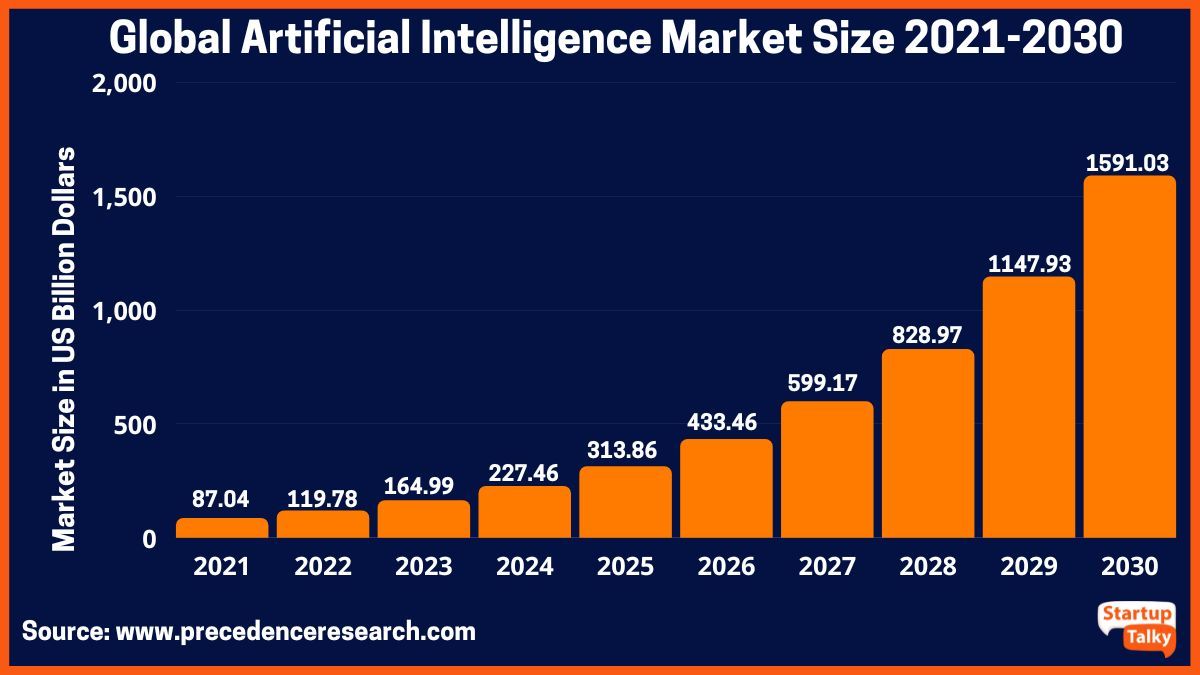 Global Artificial Intelligence Market Size 2021-2030
Market Size in US Billion Dollars
2,000
1,500
1,000
500
0
87.04
119.78
164.99
227.46
313.86
433.46
599.17
828.97
1147.93
1591.03
2021 2022 2023 2024 2025 2026 2027 2028 2029 2030
Source: www.precedenceresearch.com
Startup
Talky